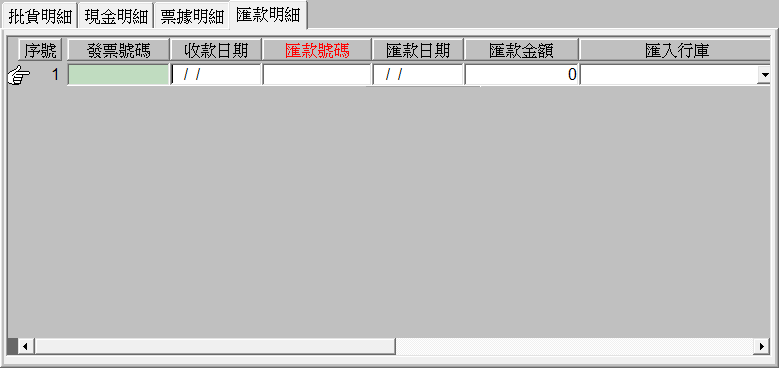 批貨明細 現金明細 票據明細 匯款明細
序號 發票號碼 收款日期 匯款號碼 匯款日期 匯款金額 匯入行庫
1 / / / / 0